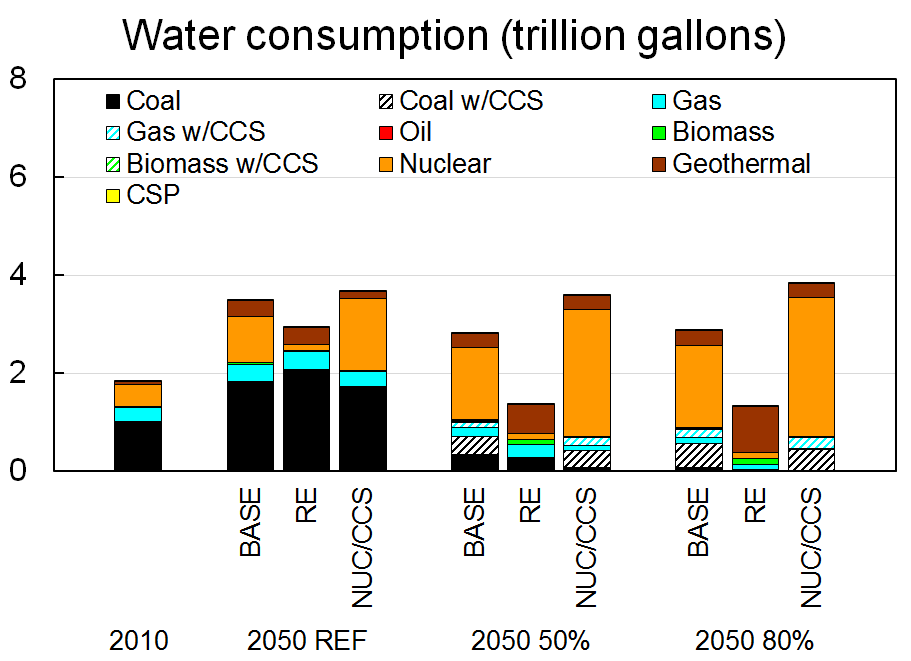 Water consumption (trillion gallons)
8
6
4
2
0
Coal
Coal w/CCS
Gas
Gas w/CCS
Oil
Biomass
Biomass w/CCS
Nuclear
Geothermal
CSP
BASE
RE
NUC/CCS
BASE
RE
NUC/CCS
BASE
RE
NUC/CCS
2010
2050 REF
2050 50%
2050 80%